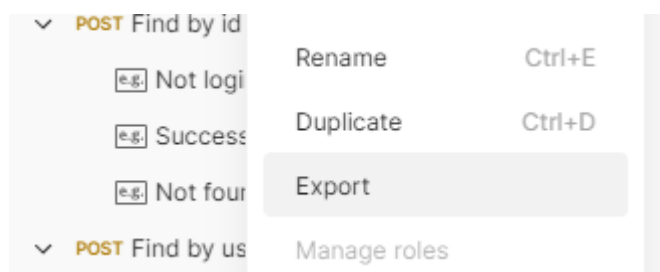 POST Find by id
e.g. Not logi
e.g. Success
e.g. Not four
POST Find by us
Rename Ctrl+E
Duplicate Ctrl+D
Export
Manage roles